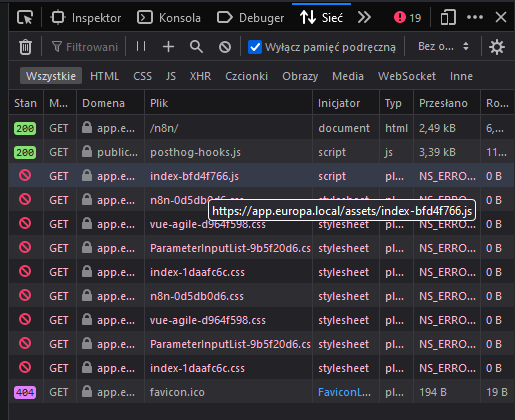 Inspektor Konsola Debuger Sieć 19
Filtrowani Wyłącz pamięć podręczną Bez o...
Wszystkie HTML CSS JS XHR Czcionki Obrazy Media WebSocket Inne
Stan M... Domena Plik Inicjator Typ Przesłano Ro...
200 GET app.e... /n8n/ document html 2,49 kB 6,...
200 GET public... posthog-hooks.js script js 3,39 kB 11...
GET app.e... index-bfd4f766.js script pl... NS_ERRO... 0 B
GET app.e... n8n-0d5db0d6.css stylesheet pl... NS_ERRO... 0 B
https://app.europa.local/assets/index-bfd4f766.js
GET app.e... vue-agile-d964f598.css stylesheet pl... NS_ERRO... 0 B
GET app.e... ParameterInputList-9b5f20d6.cs stylesheet pl... NS_ERRO... 0 B
GET app.e... index-1daafc6c.css stylesheet pl... NS_ERRO... 0 B
GET app.e... n8n-0d5db0d6.css stylesheet pl... NS_ERRO... 0 B
GET app.e... vue-agile-d964f598.css stylesheet pl... NS_ERRO... 0 B
GET app.e... ParameterInputList-9b5f20d6.cs stylesheet pl... NS_ERRO... 0 B
GET app.e... index-1daafc6c.css stylesheet pl... NS_ERRO... 0 B
404 GET app.e... favicon.ico FaviconL... pl... 194 B 19 B